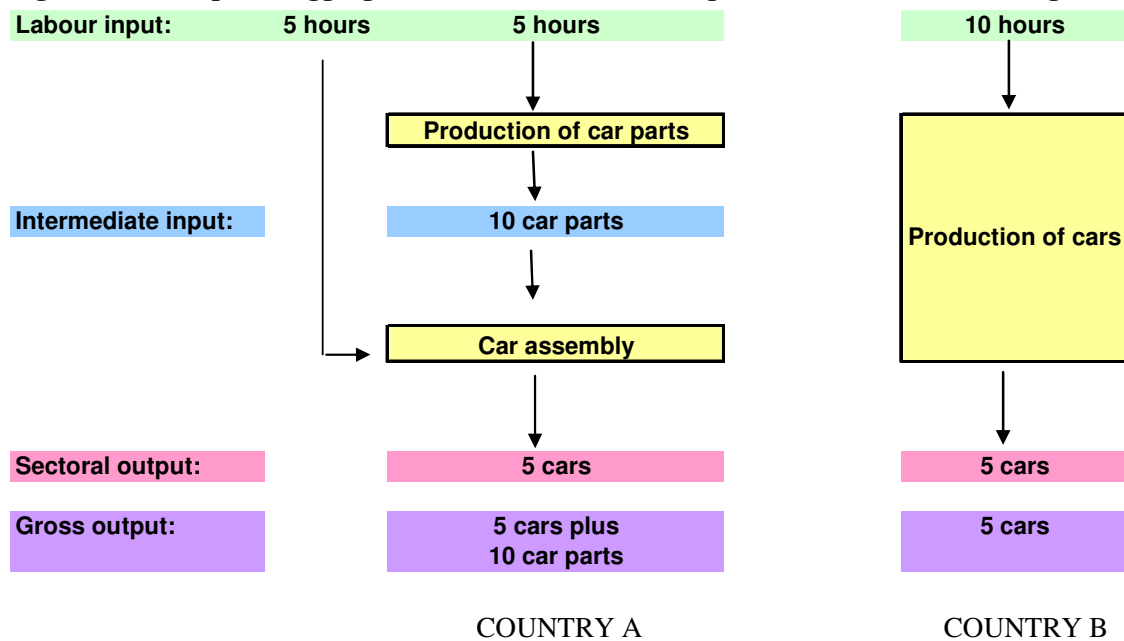 Labour input: 5 hours 5 hours 10 hours
Production of car parts
Intermediate input: 10 car parts
Production of cars
Car assembly
Sectoral output: 5 cars 5 cars
Gross output: 5 cars plus 5 cars
10 car parts
COUNTRY A COUNTRY B